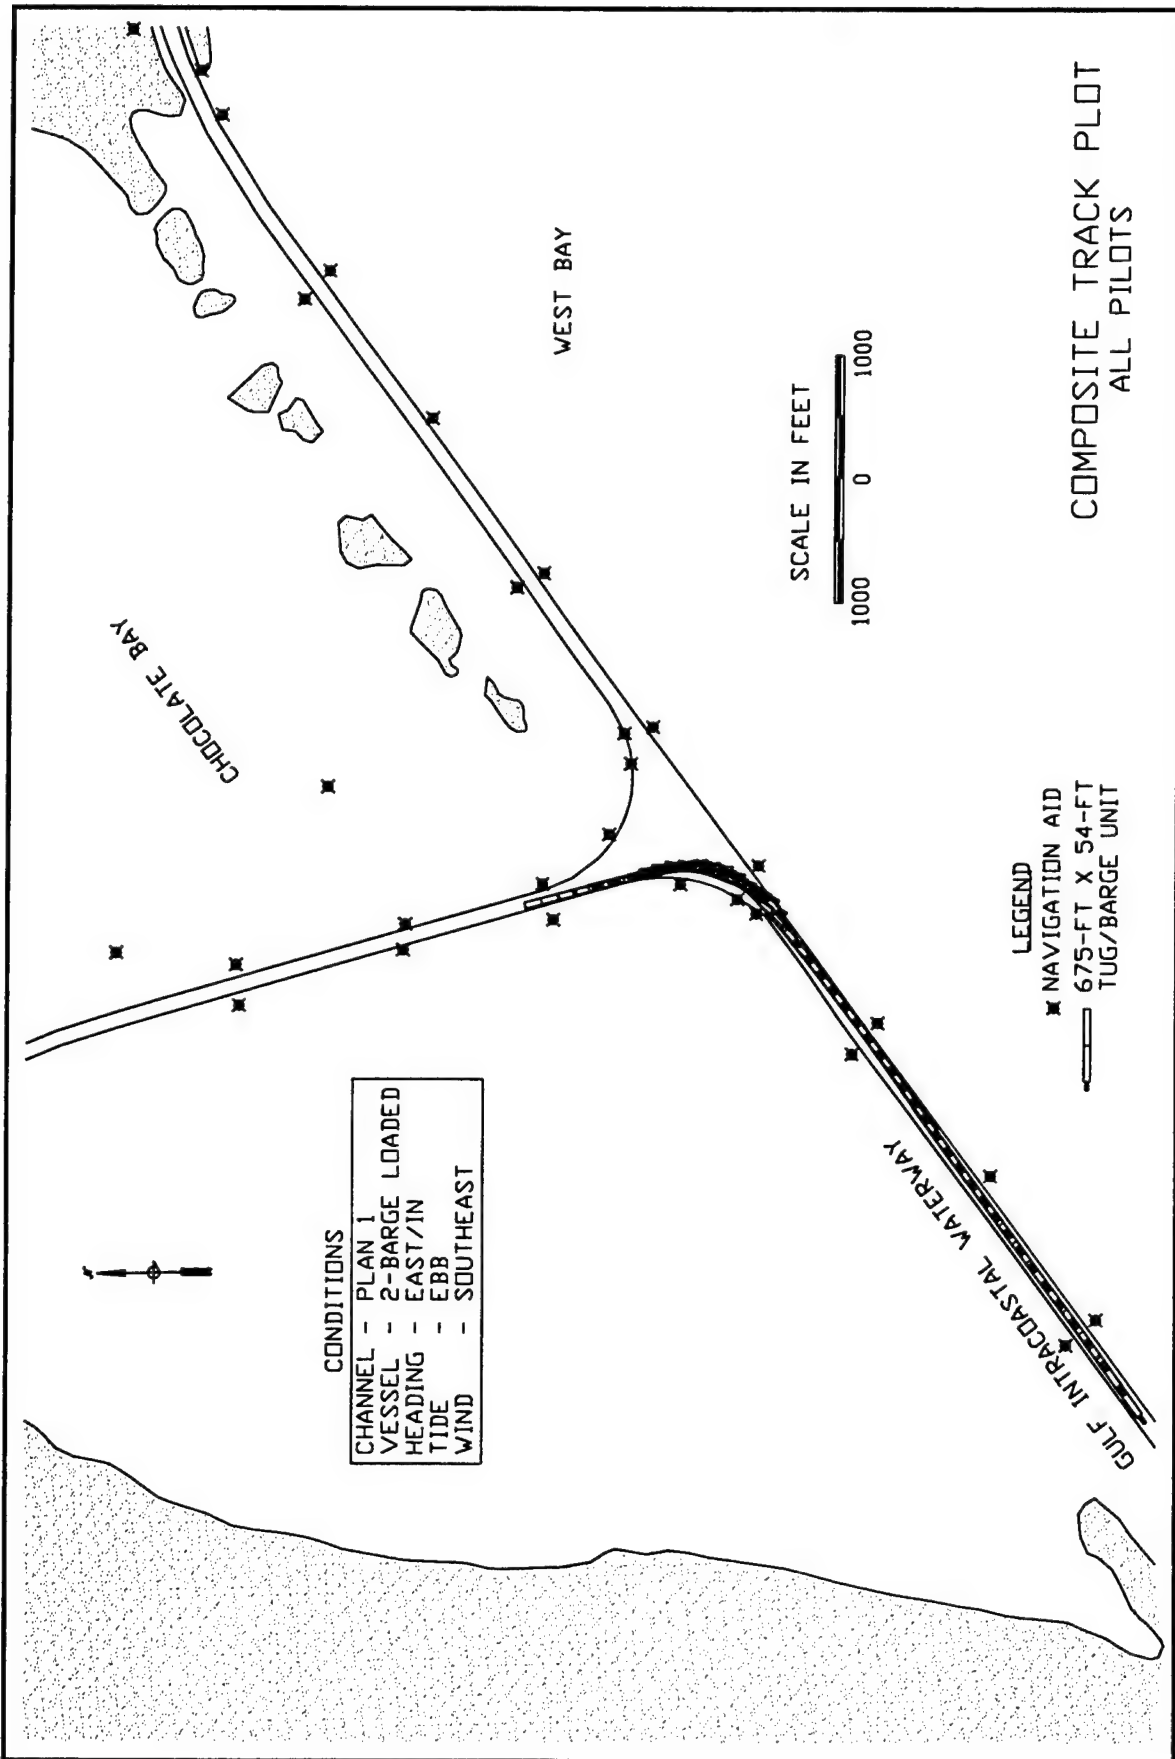 CHOCOLATE BAY
WEST BAY
GULF INTRACOASTAL WATERWAY
CONDITIONS
CHANNEL - PLAN 1
VESSEL - 2-BARGE LOADED
HEADING - EAST/IN
TIDE - EBB
WIND - SOUTHEAST
SCALE IN FEET
1000 0 1000
LEGEND
NAVIGATION AID
675-FT X 54-FT
TUG/BARGE UNIT
COMPOSITE TRACK PLOT
ALL PILOTS